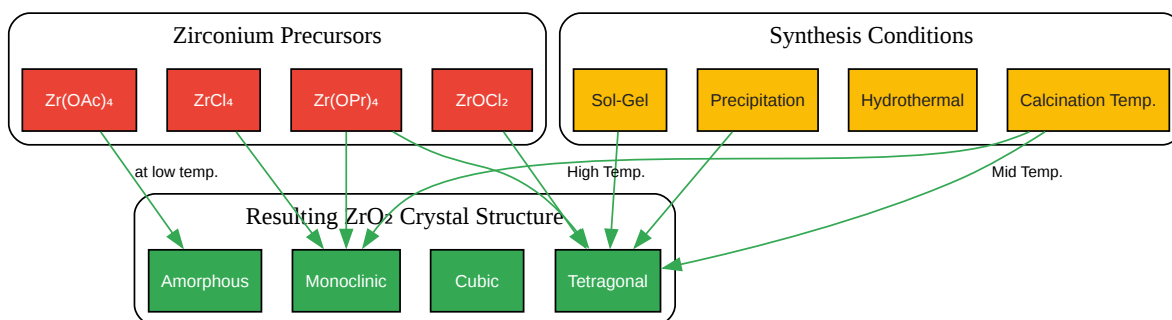 Zirconium Precursors
Synthesis Conditions
Zr(OAc)₄
ZrCl₄
Zr(OPr)₄
ZrOCl₂
Sol-Gel
Precipitation
Hydrothermal
Calcination Temp.
at low temp.
High Temp.
Mid Temp.
Resulting ZrO₂ Crystal Structure
Amorphous
Monoclinic
Cubic
Tetragonal